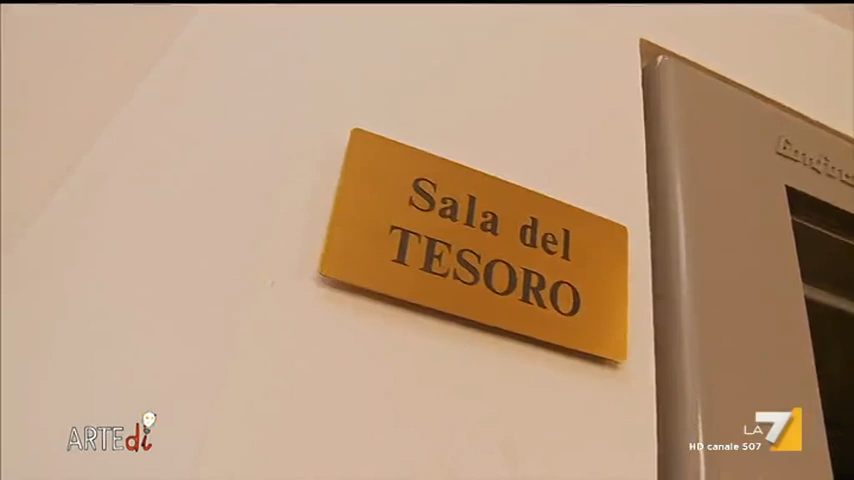 Sala del
TESORO
ARTEdi
LA7
HD canale 507